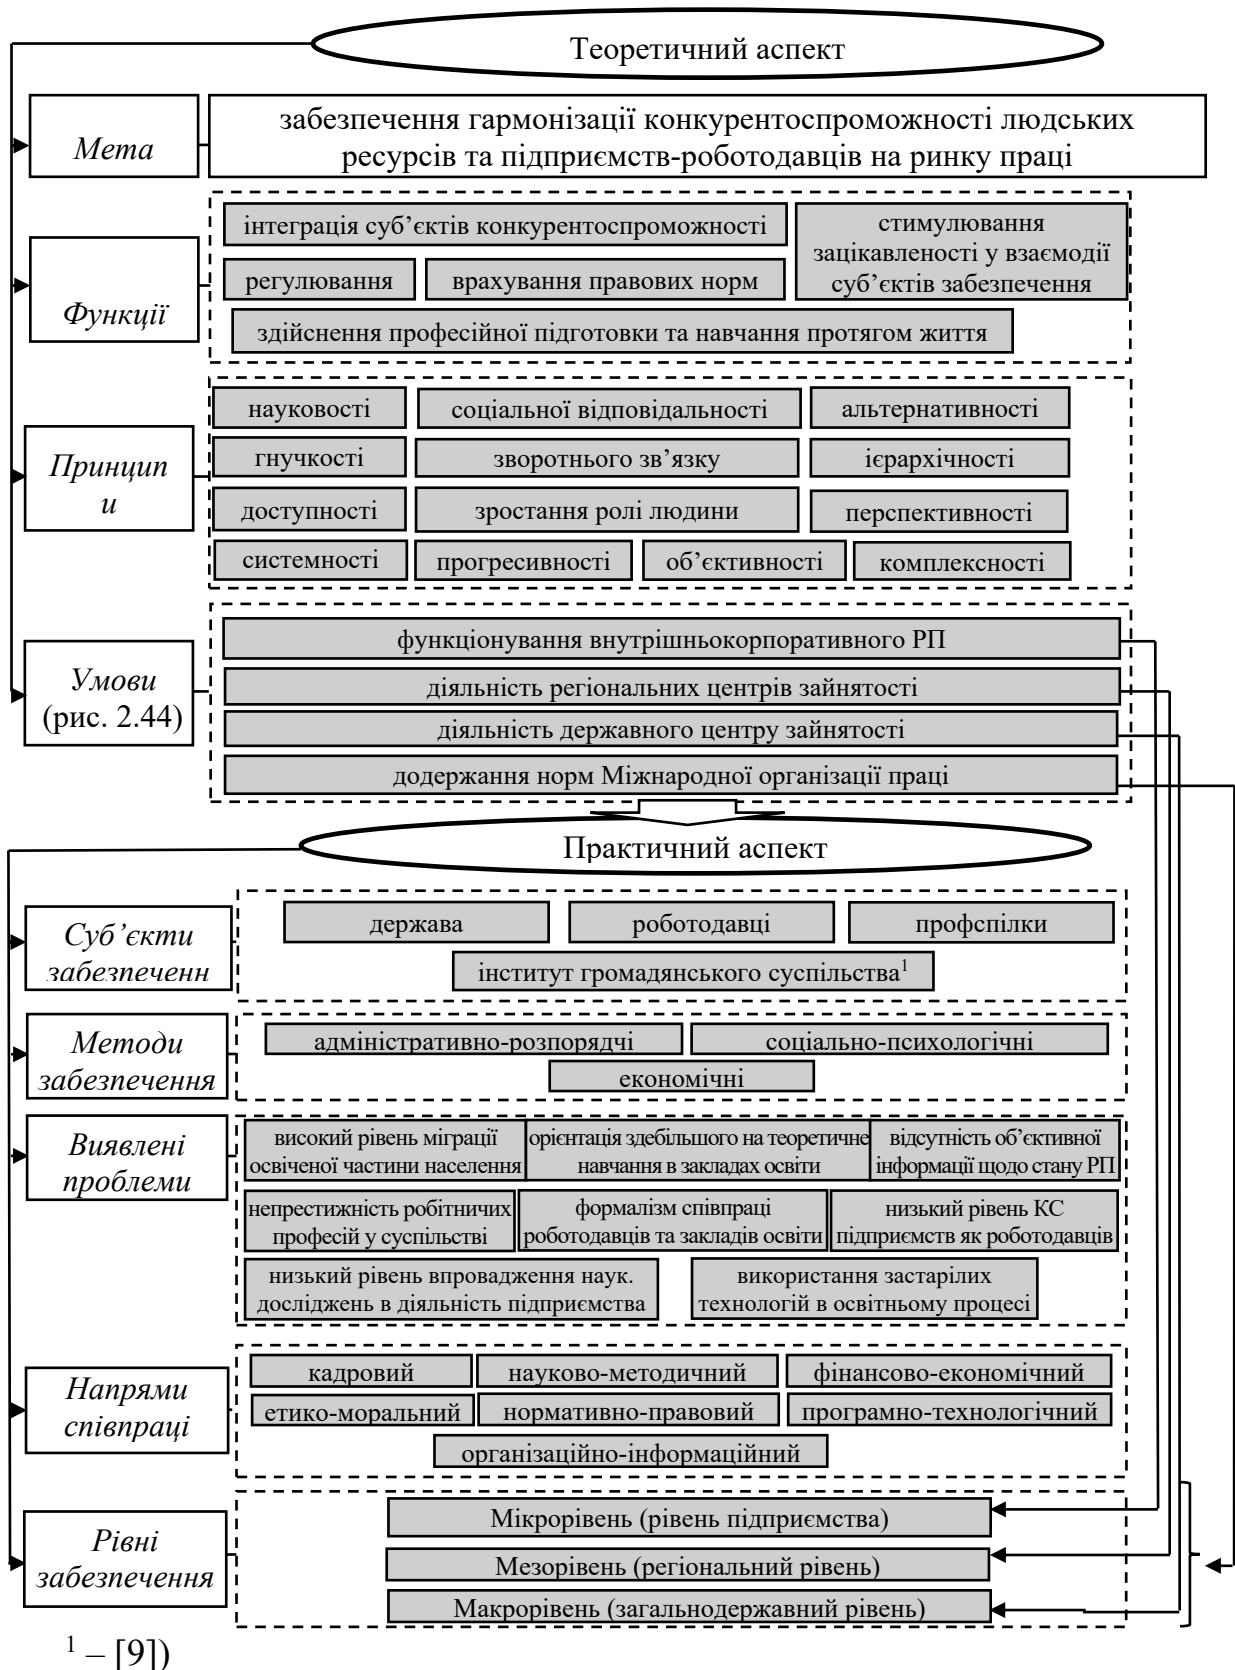 Теоретичний аспект
Мета
забезпечення гармонізації конкурентоспроможності людських
ресурсів та підприємств-роботодавців на ринку праці
Функції
інтеграція суб’єктів конкурентоспроможності
стимулювання
зацікавленості у взаємодії
суб’єктів забезпечення
регулювання
врахування правових норм
здійснення професійної підготовки та навчання протягом життя
Принцип
и
науковості
соціальної відповідальності
альтернативності
гнучкості
зворотнього зв’язку
ієрархічності
доступності
зростання ролі людини
перспективності
системності
прогресивності
об’єктивності
комплексності
Умови
(рис. 2.44)
функціонування внутрішньокорпоративного РП
діяльність регіональних центрів зайнятості
діяльність державного центру зайнятості
додержання норм Міжнародної організації праці
Практичний аспект
Суб’єкти
забезпеченн
держава
роботодавці
профспілки
інститут громадянського суспільства¹
Методи
забезпечення
адміністративно-розпорядчі
соціально-психологічні
економічні
Виявлені
проблеми
високий рівень міграції
освіченої частини населення
орієнтація здебільшого на теоретичне
навчання в закладах освіти
відсутність об’єктивної
інформації щодо стану РП
непрестижність робітничих
професій у суспільстві
формалізм співпраці
роботодавців та закладів освіти
низький рівень КС
підприємств як роботодавців
низький рівень впровадження наук.
досліджень в діяльність підприємства
використання застарілих
технологій в освітньому процесі
Напрями
співпраці
кадровий
науково-методичний
фінансово-економічний
етико-моральний
нормативно-правовий
програмно-технологічний
організаційно-інформаційний
Рівні
забезпечення
Мікрорівень (рівень підприємства)
Мезорівень (регіональний рівень)
Макрорівень (загальнодержавний рівень)
¹ – [9])